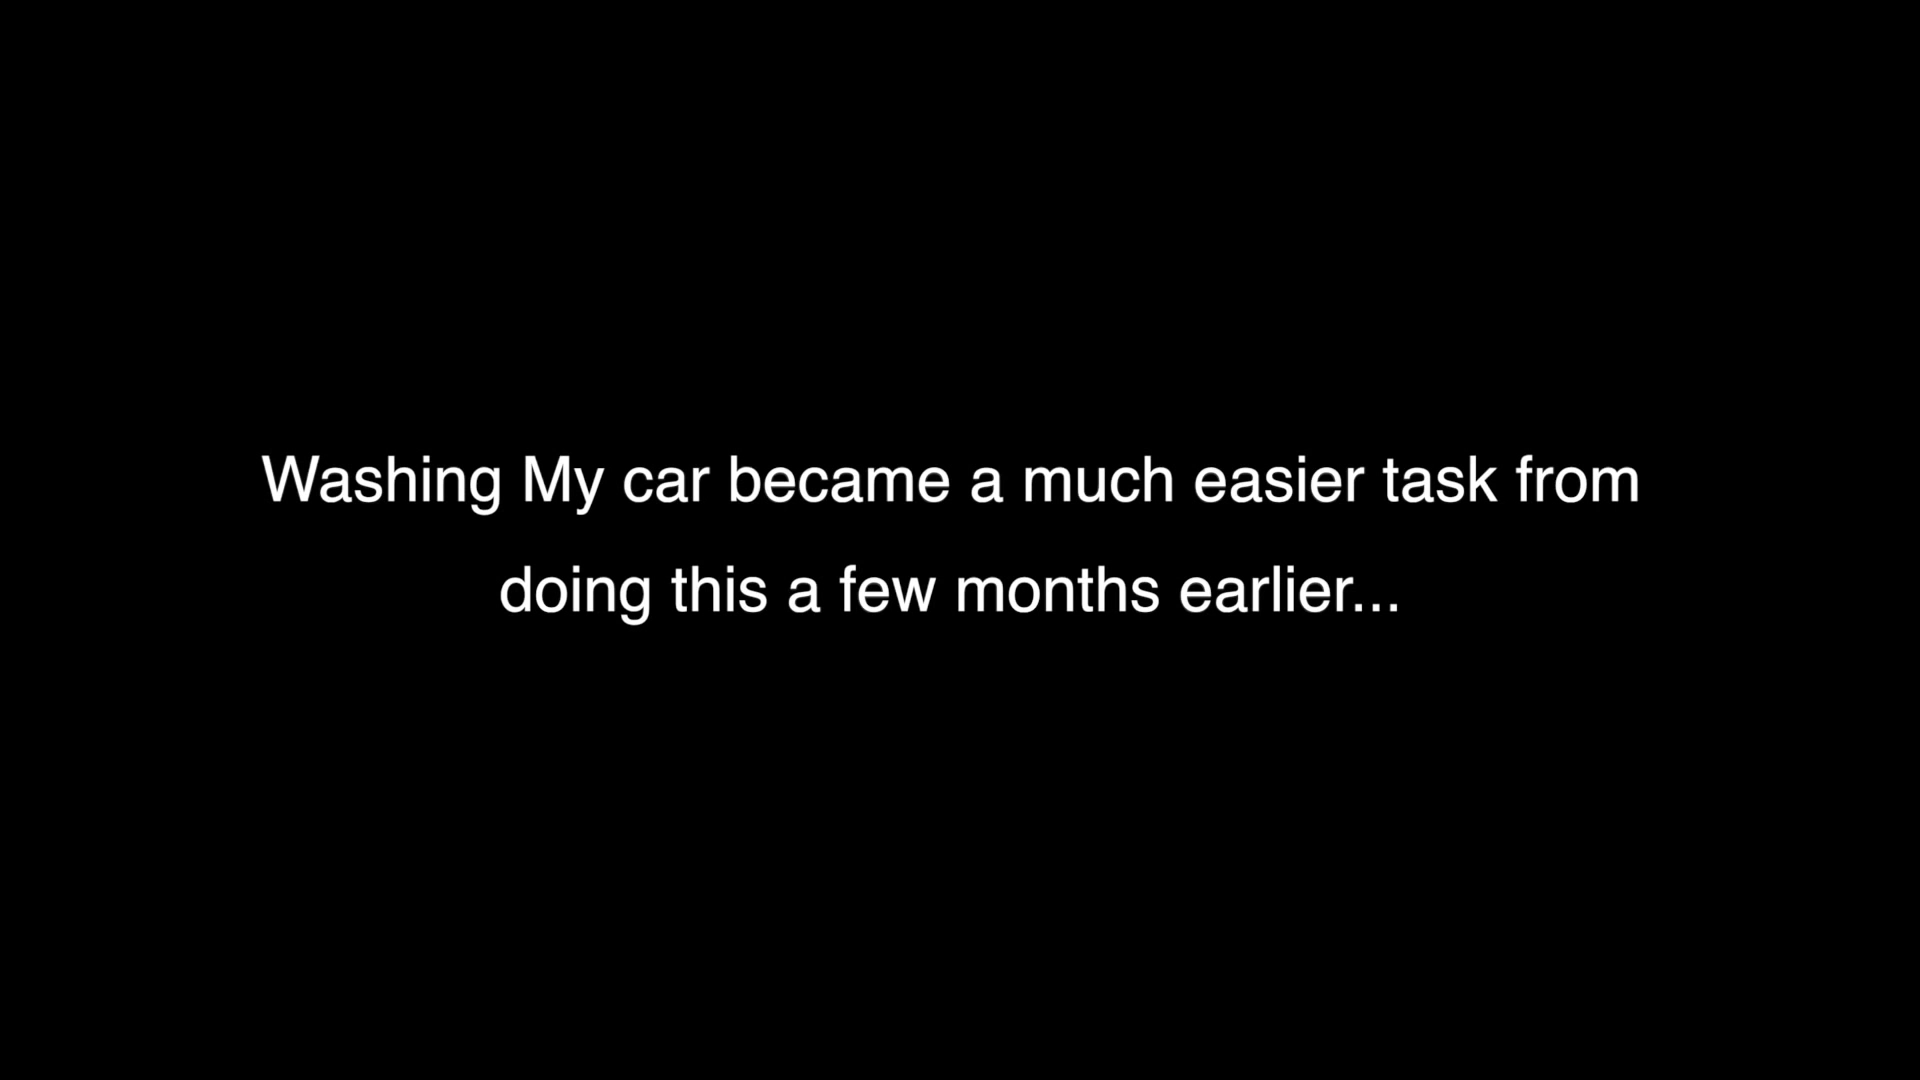 Washing My car became a much easier task from
doing this a few months earlier...